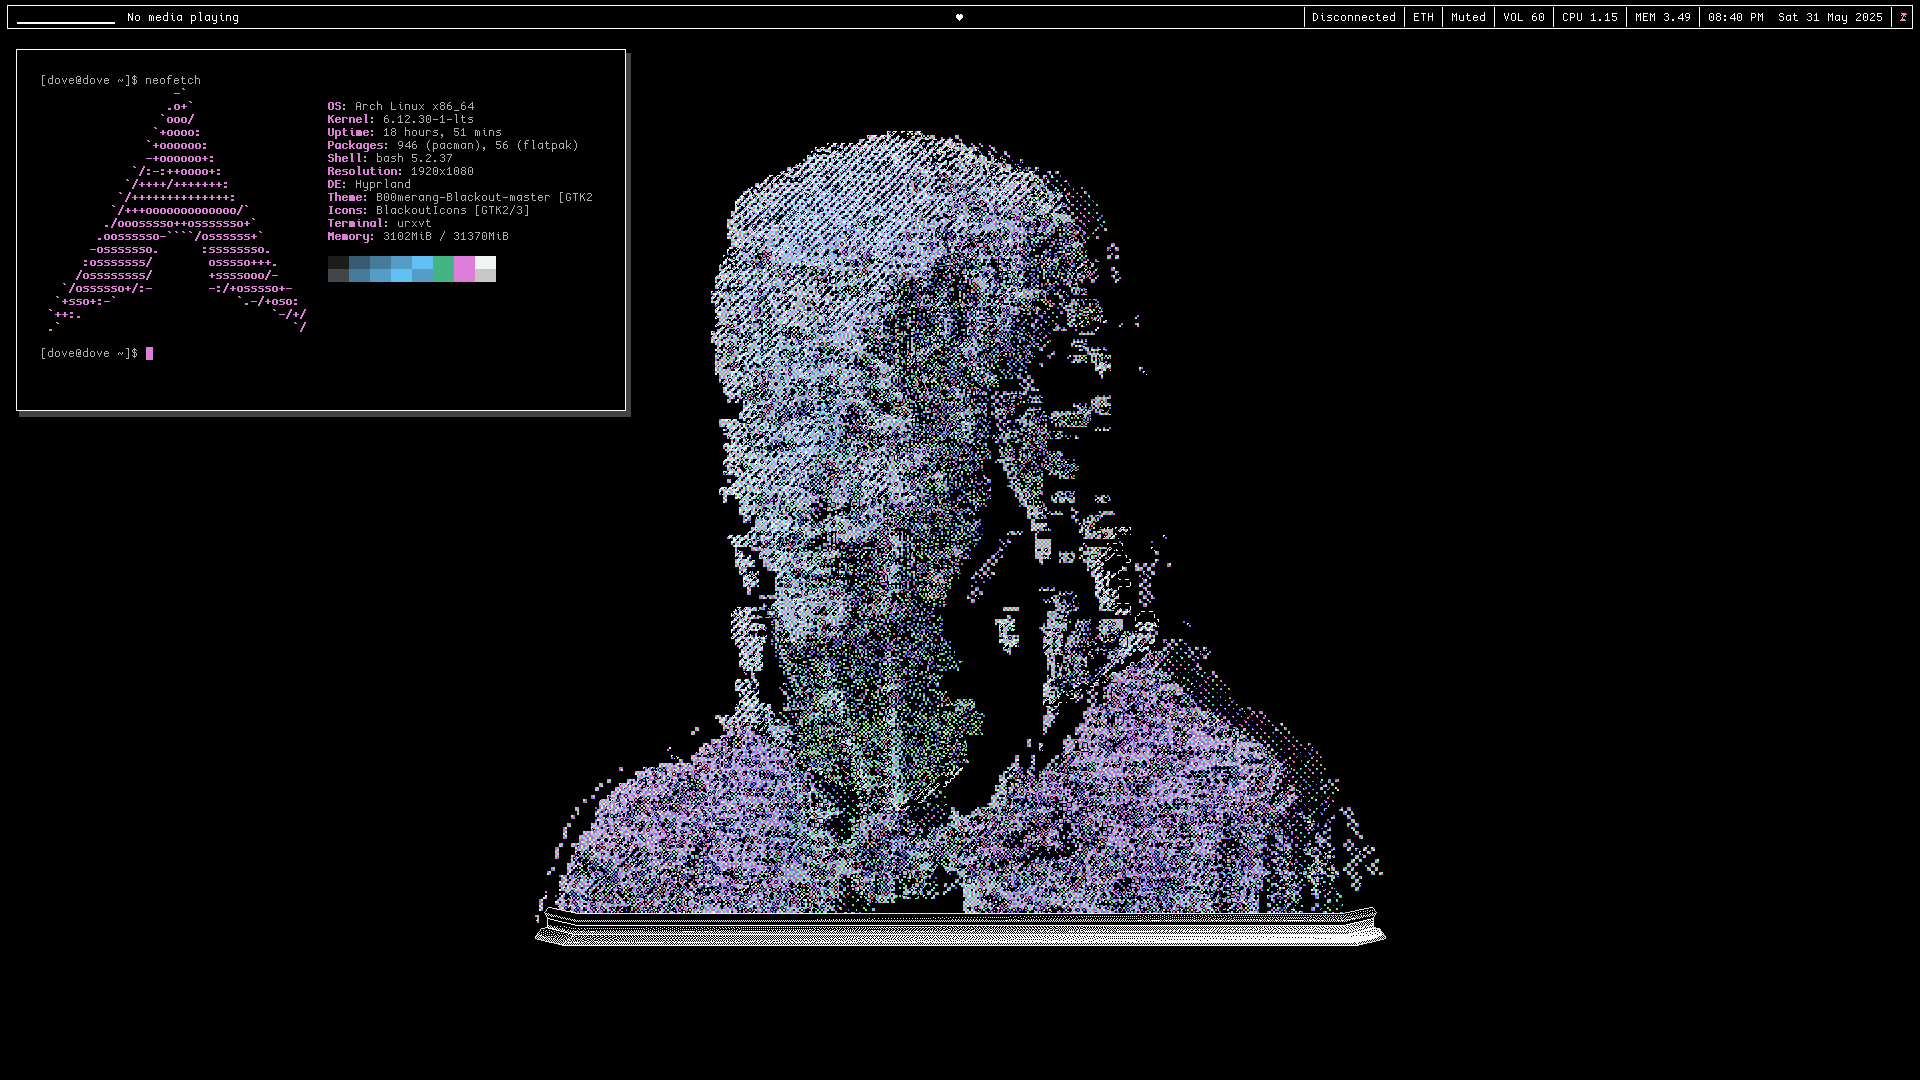 No media playing ♥ Disconnected ETH Muted VOL 60 CPU 1.15 MEM 3.49 08:40 PM Sat 31 May 2025
[dove@dove ~]$ neofetch
-`
.o+`
`ooo/
`+oooo:
`+oooooo:
-+oooooo+:
`/:-:++oooo+:
`/++++/+++++++:
`/++++++++++++++:
`/+++ooooooooooooo/`
./ooosssso++osssssso+`
.oossssso-````/ossssss+`
-osssssso. :ssssssso.
:osssssss/ osssso+++.
/ossssssss/ +ssssooo/-
`/ossssso+/:- -:/+osssso+-
`+sso+:-` `.-/+oso:
`++:. `-/+/
.` `/
OS: Arch Linux x86_64
Kernel: 6.12.30-1-lts
Uptime: 18 hours, 51 mins
Packages: 946 (pacman), 56 (flatpak)
Shell: bash 5.2.37
Resolution: 1920x1080
DE: Hyprland
Theme: B00merang-Blackout-master [GTK2
Icons: BlackoutIcons [GTK2/3]
Terminal: urxvt
Memory: 3102MiB / 31370MiB
[dove@dove ~]$